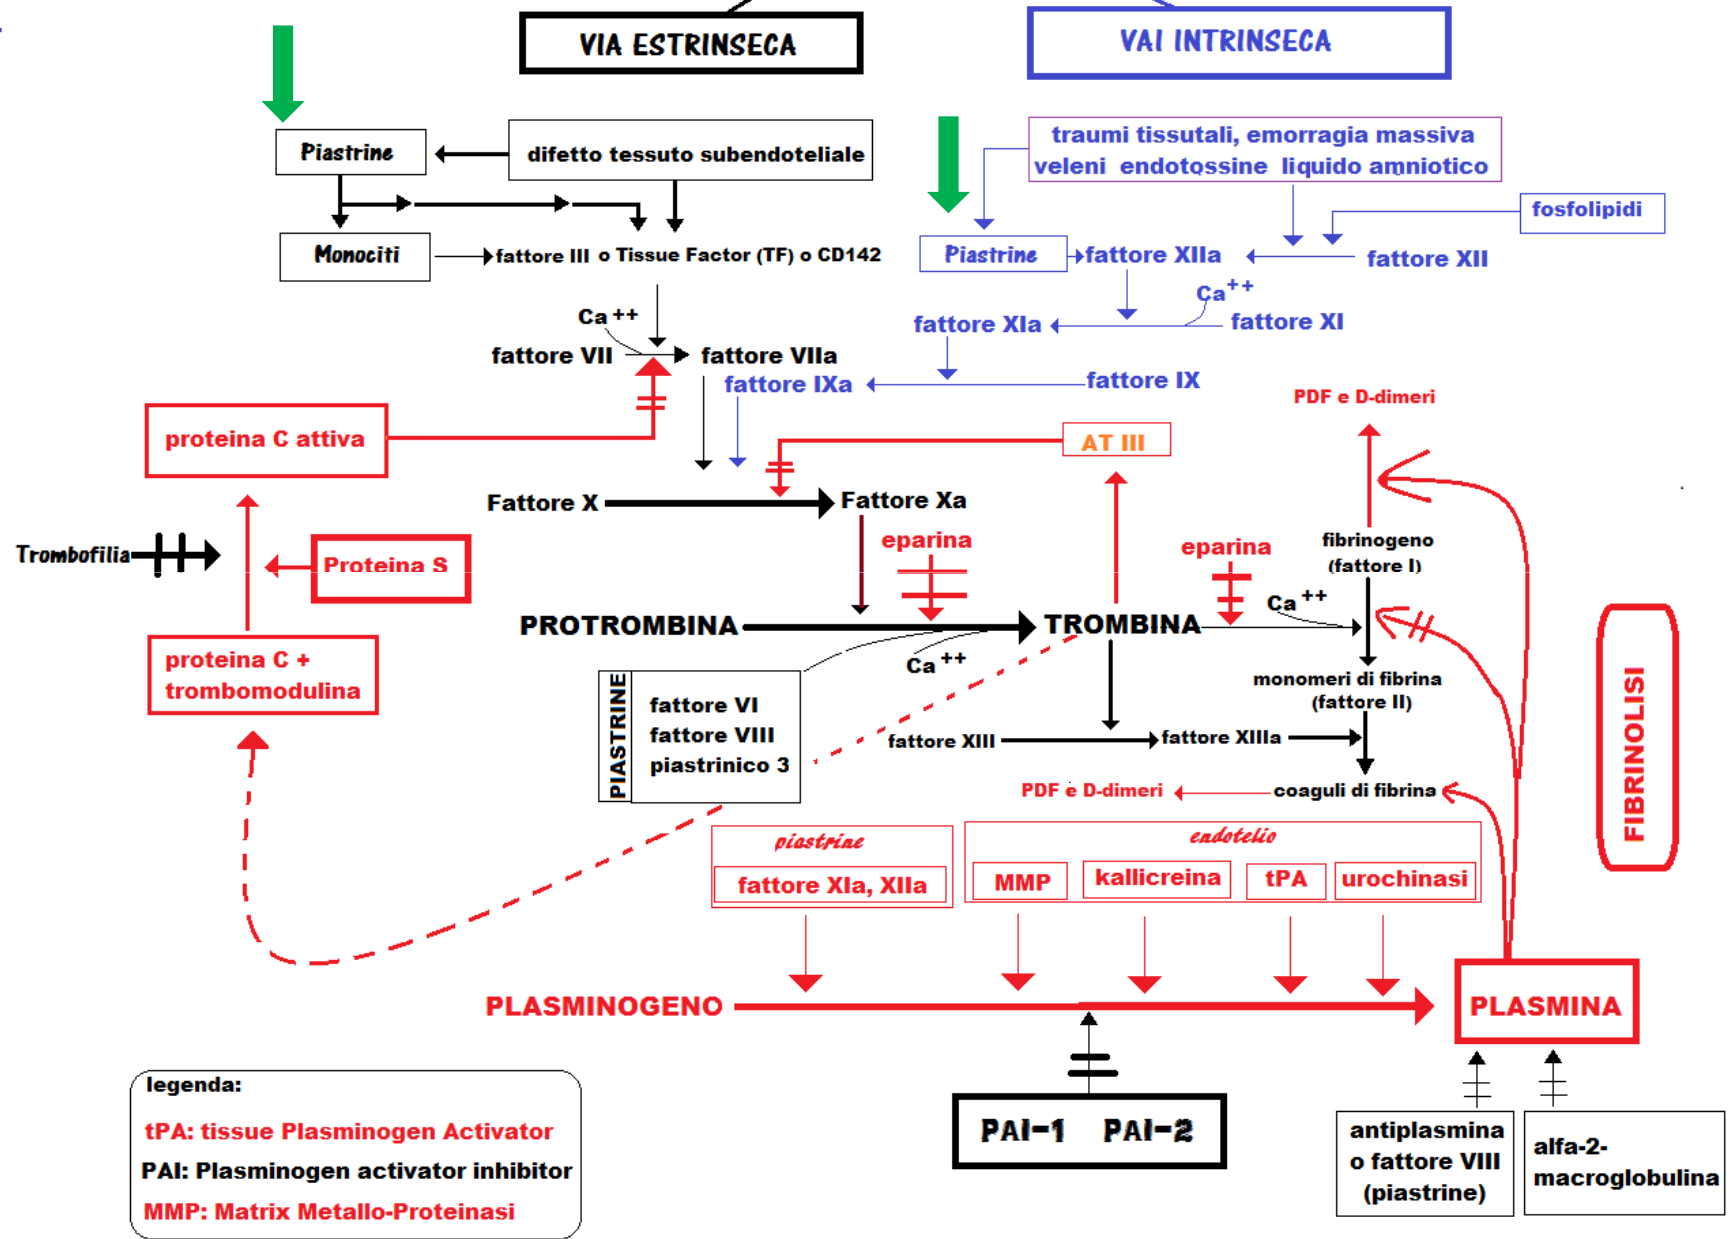 VIA ESTRINSECA
VAI INTRINSECA
Piastrine
difetto tessuto subendoteliale
traumi tissutali, emorragia massiva
veleni endotossine liquido amniotico
fosfolipidi
Monociti
fattore III o Tissue Factor (TF) o CD142
Piastrine
fattore XIIa
fattore XII
Ca++
fattore XIa
fattore XI
Ca++
fattore VII
fattore VIIa
fattore IXa
fattore IX
PDF e D-dimeri
proteina C attiva
AT III
Fattore X
Fattore Xa
Trombofilia
Proteina S
eparina
eparina
fibrinogeno
(fattore I)
Ca++
PROTROMBINA
TROMBINA
Ca++
proteina C +
trombomodulina
PIASTRINE
fattore VI
fattore VIII
piastrinico 3
monomeri di fibrina
(fattore II)
fattore XIII
fattore XIIIa
PDF e D-dimeri
coaguli di fibrina
FIBRINOLISI
piastrine
fattore XIa, XIIa
endotelio
MMP
kallicreina
tPA
urochinasi
PLASMINOGENO
PLASMINA
PAI-1 PAI-2
antiplasmina
o fattore VIII
(piastrine)
alfa-2-
macroglobulina
legenda:
tPA: tissue Plasminogen Activator
PAI: Plasminogen activator inhibitor
MMP: Matrix Metallo-Proteinasi